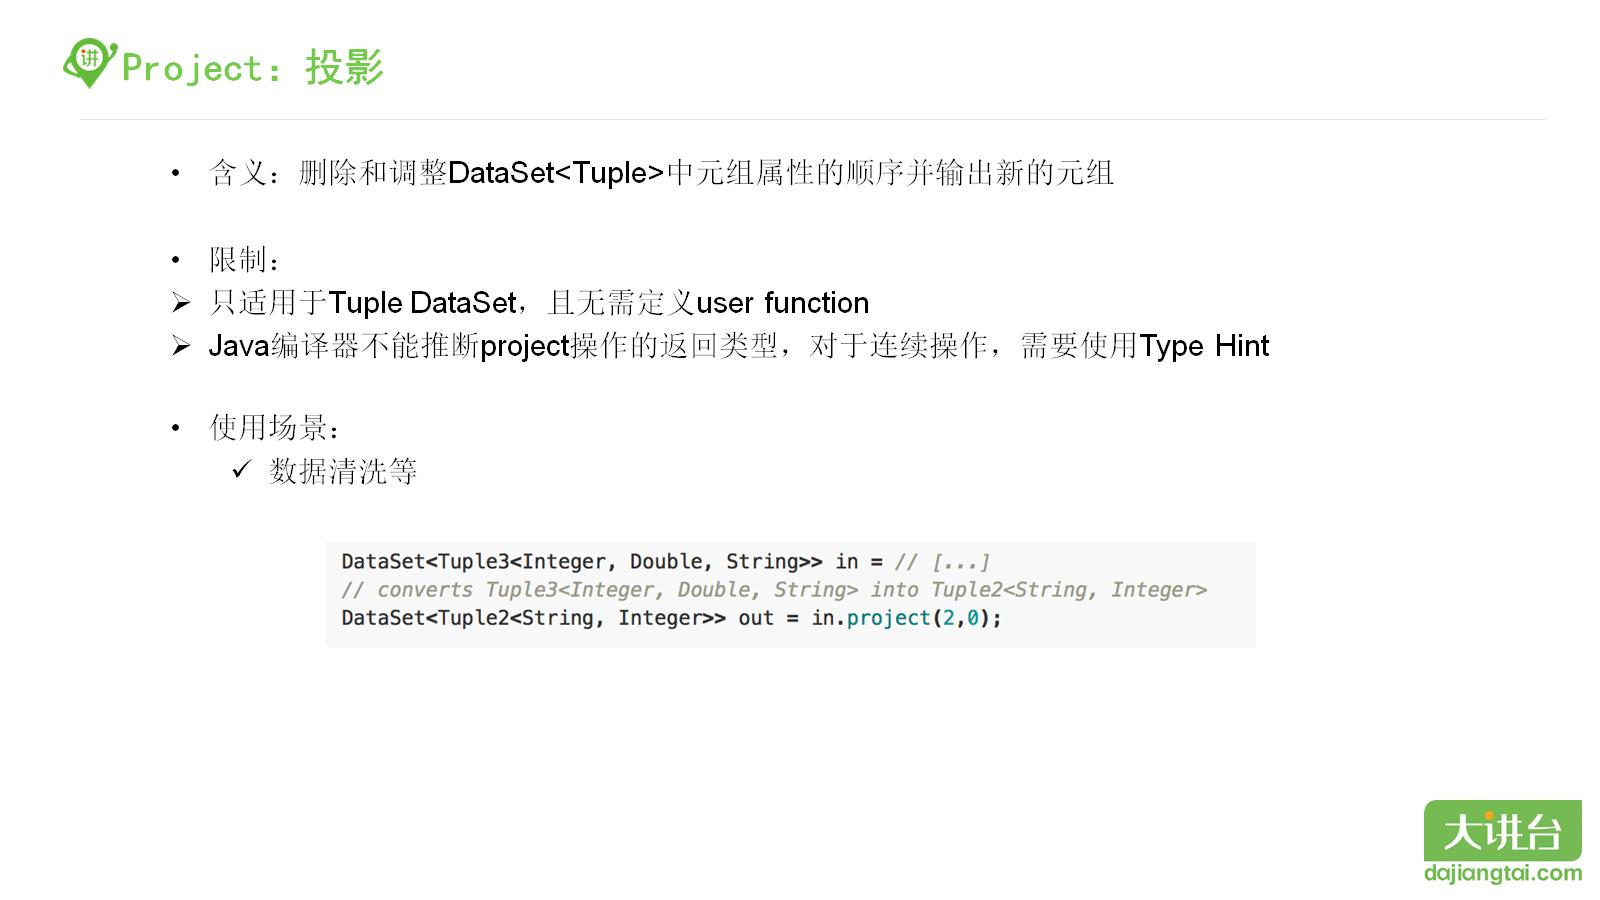 讲
Project：投影
• 含义：删除和调整DataSet<Tuple>中元组属性的顺序并输出新的元组
• 限制：
➢ 只适用于Tuple DataSet，且无需定义user function
➢ Java编译器不能推断project操作的返回类型，对于连续操作，需要使用Type Hint
• 使用场景：
✓ 数据清洗等
DataSet<Tuple3<Integer, Double, String>> in = // [...]
// converts Tuple3<Integer, Double, String> into Tuple2<String, Integer>
DataSet<Tuple2<String, Integer>> out = in.project(2,0);
大讲台
dajiangtai.com